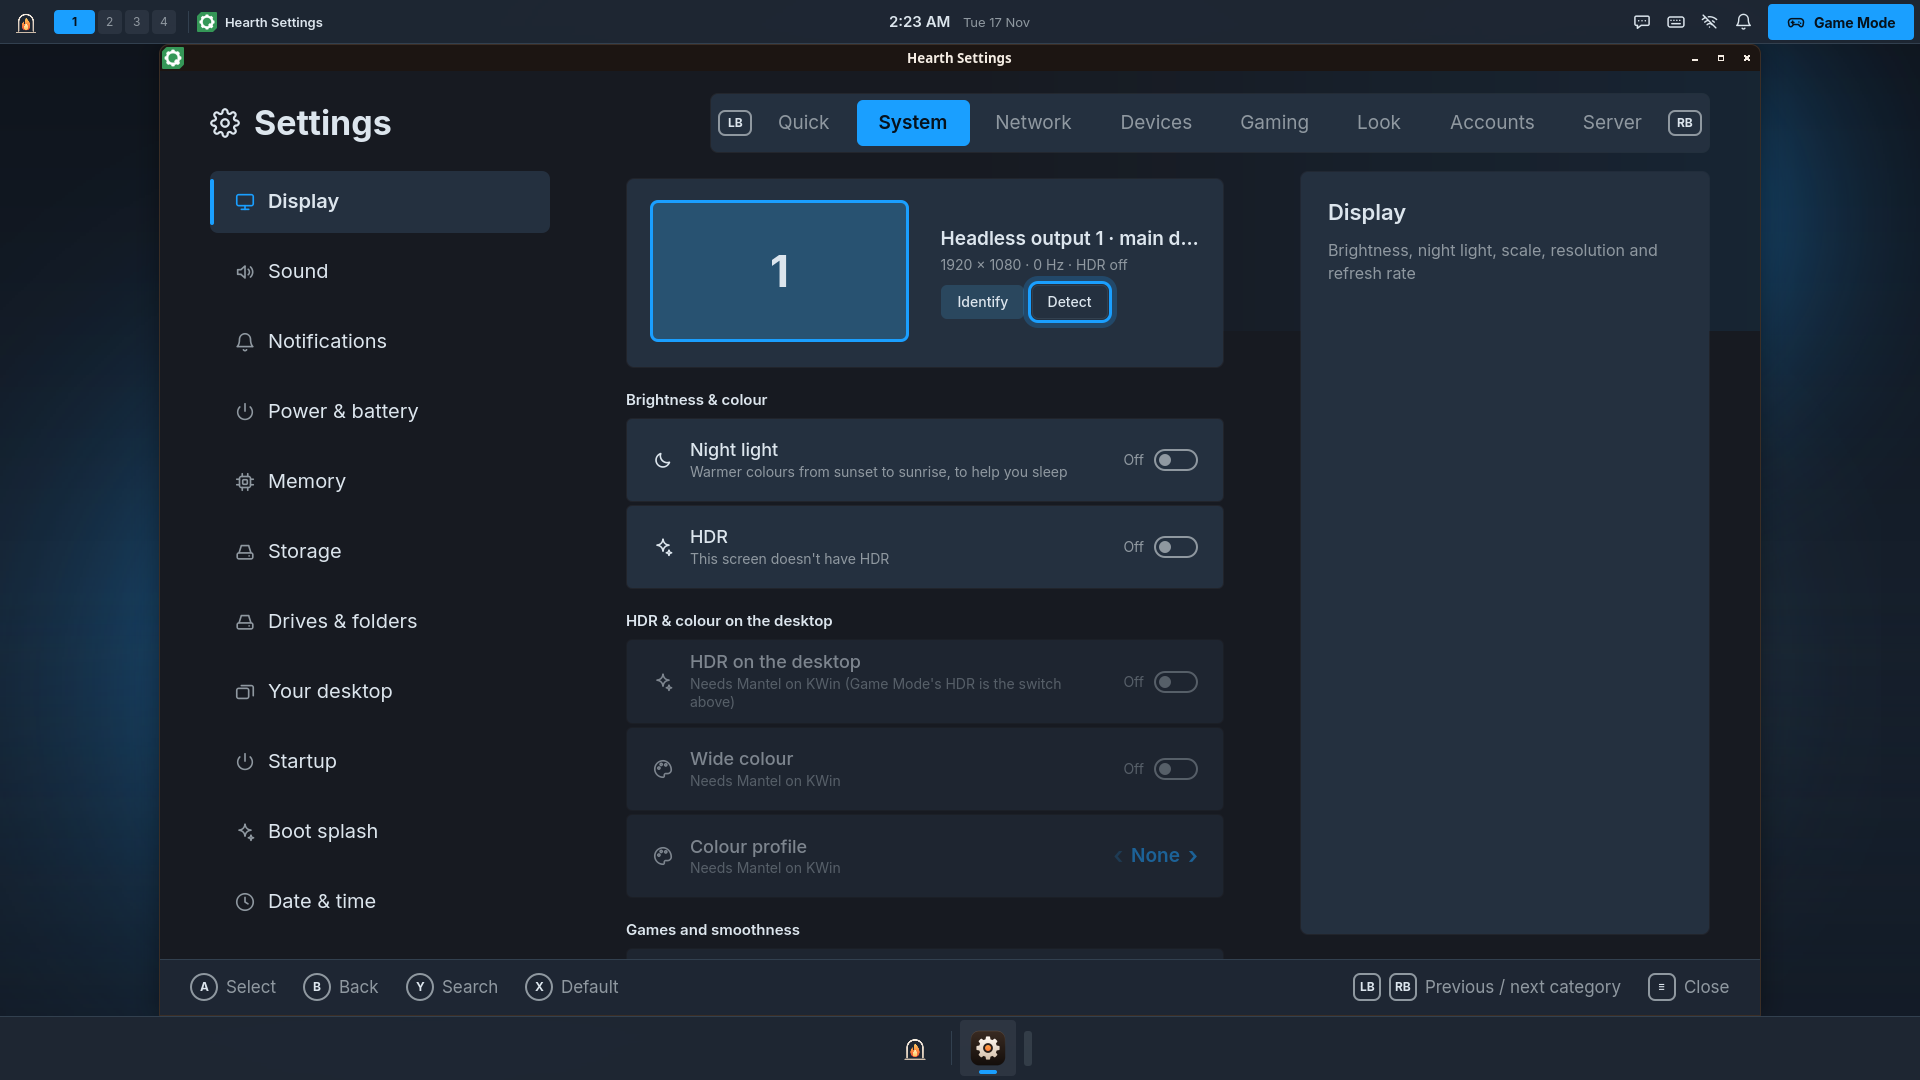 1 2 3 4 Hearth Settings 2:23 AM Tue 17 Nov Game Mode
Hearth Settings
Settings
LB Quick System Network Devices Gaming Look Accounts Server RB
Display
Sound
Notifications
Power & battery
Memory
Storage
Drives & folders
Your desktop
Startup
Boot splash
Date & time
1
Headless output 1 · main d...
1920 × 1080 · 0 Hz · HDR off
Identify Detect
Brightness & colour
Night light
Warmer colours from sunset to sunrise, to help you sleep
Off
HDR
This screen doesn't have HDR
Off
HDR & colour on the desktop
HDR on the desktop
Needs Mantel on KWin (Game Mode's HDR is the switch
above)
Off
Wide colour
Needs Mantel on KWin
Off
Colour profile
Needs Mantel on KWin
‹ None ›
Games and smoothness
Display
Brightness, night light, scale, resolution and
refresh rate
A Select B Back Y Search X Default LB RB Previous / next category ≡ Close